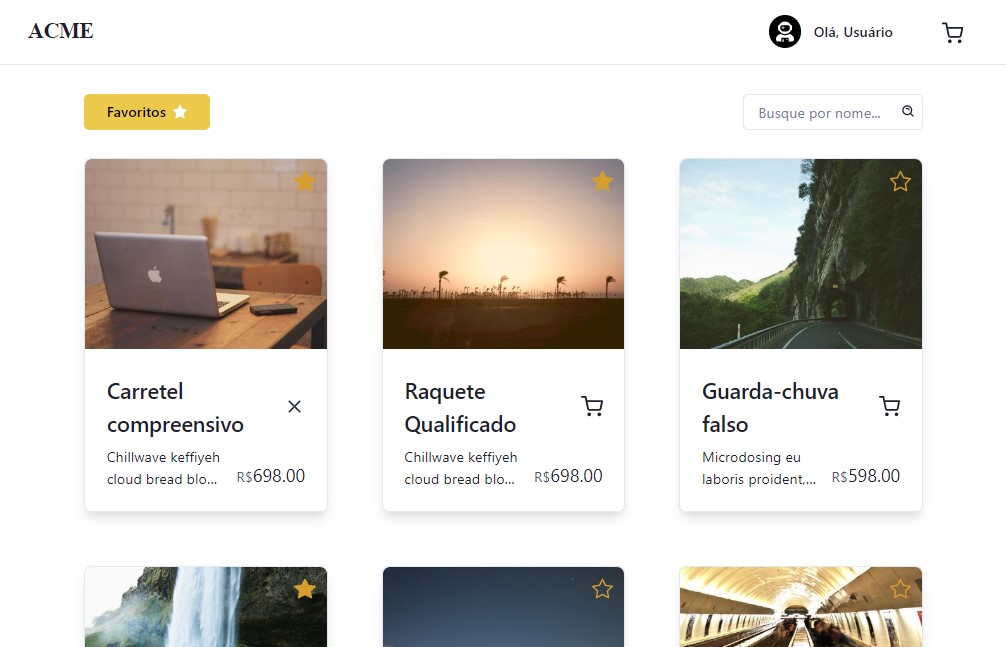 ACME
Olá, Usuário
Favoritos
Busque por nome...
Carretel
compreensivo
Chillwave keffiyeh
cloud bread blo...
R$698.00
Raquete
Qualificado
Chillwave keffiyeh
cloud bread blo...
R$698.00
Guarda-chuva
falso
Microdosing eu
laboris proident,...
R$598.00